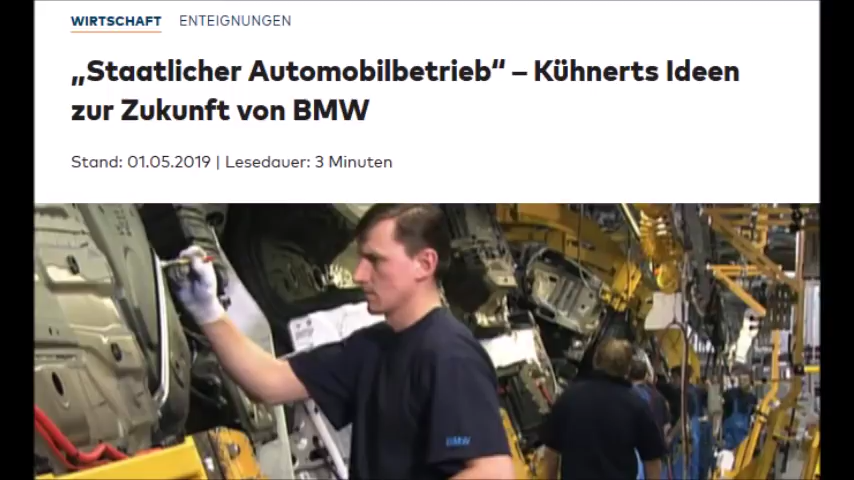 WIRTSCHAFT ENTEIGNUNGEN
„Staatlicher Automobilbetrieb“ – Kühnerts Ideen
zur Zukunft von BMW
Stand: 01.05.2019 | Lesedauer: 3 Minuten
BMW